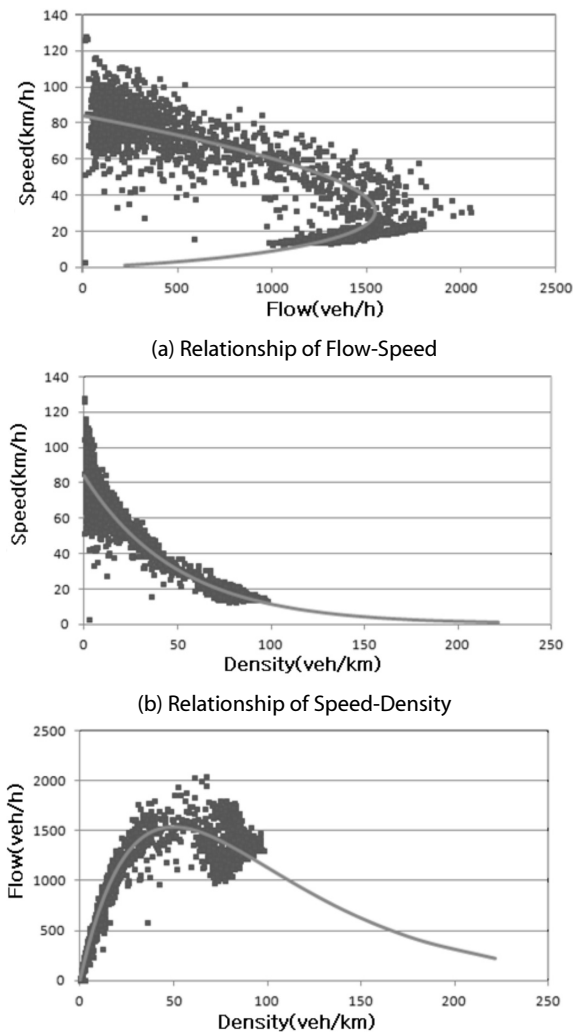 140
120
100
80
60
40
20
0
Speed(km/h)
0 500 1000 1500 2000 2500
Flow(veh/h)
(a) Relationship of Flow-Speed
140
120
100
80
60
40
20
0
Speed(km/h)
0 50 100 150 200 250
Density(veh/km)
(b) Relationship of Speed-Density
2500
2000
1500
1000
500
0
Flow(veh/h)
0 50 100 150 200 250
Density(veh/km)